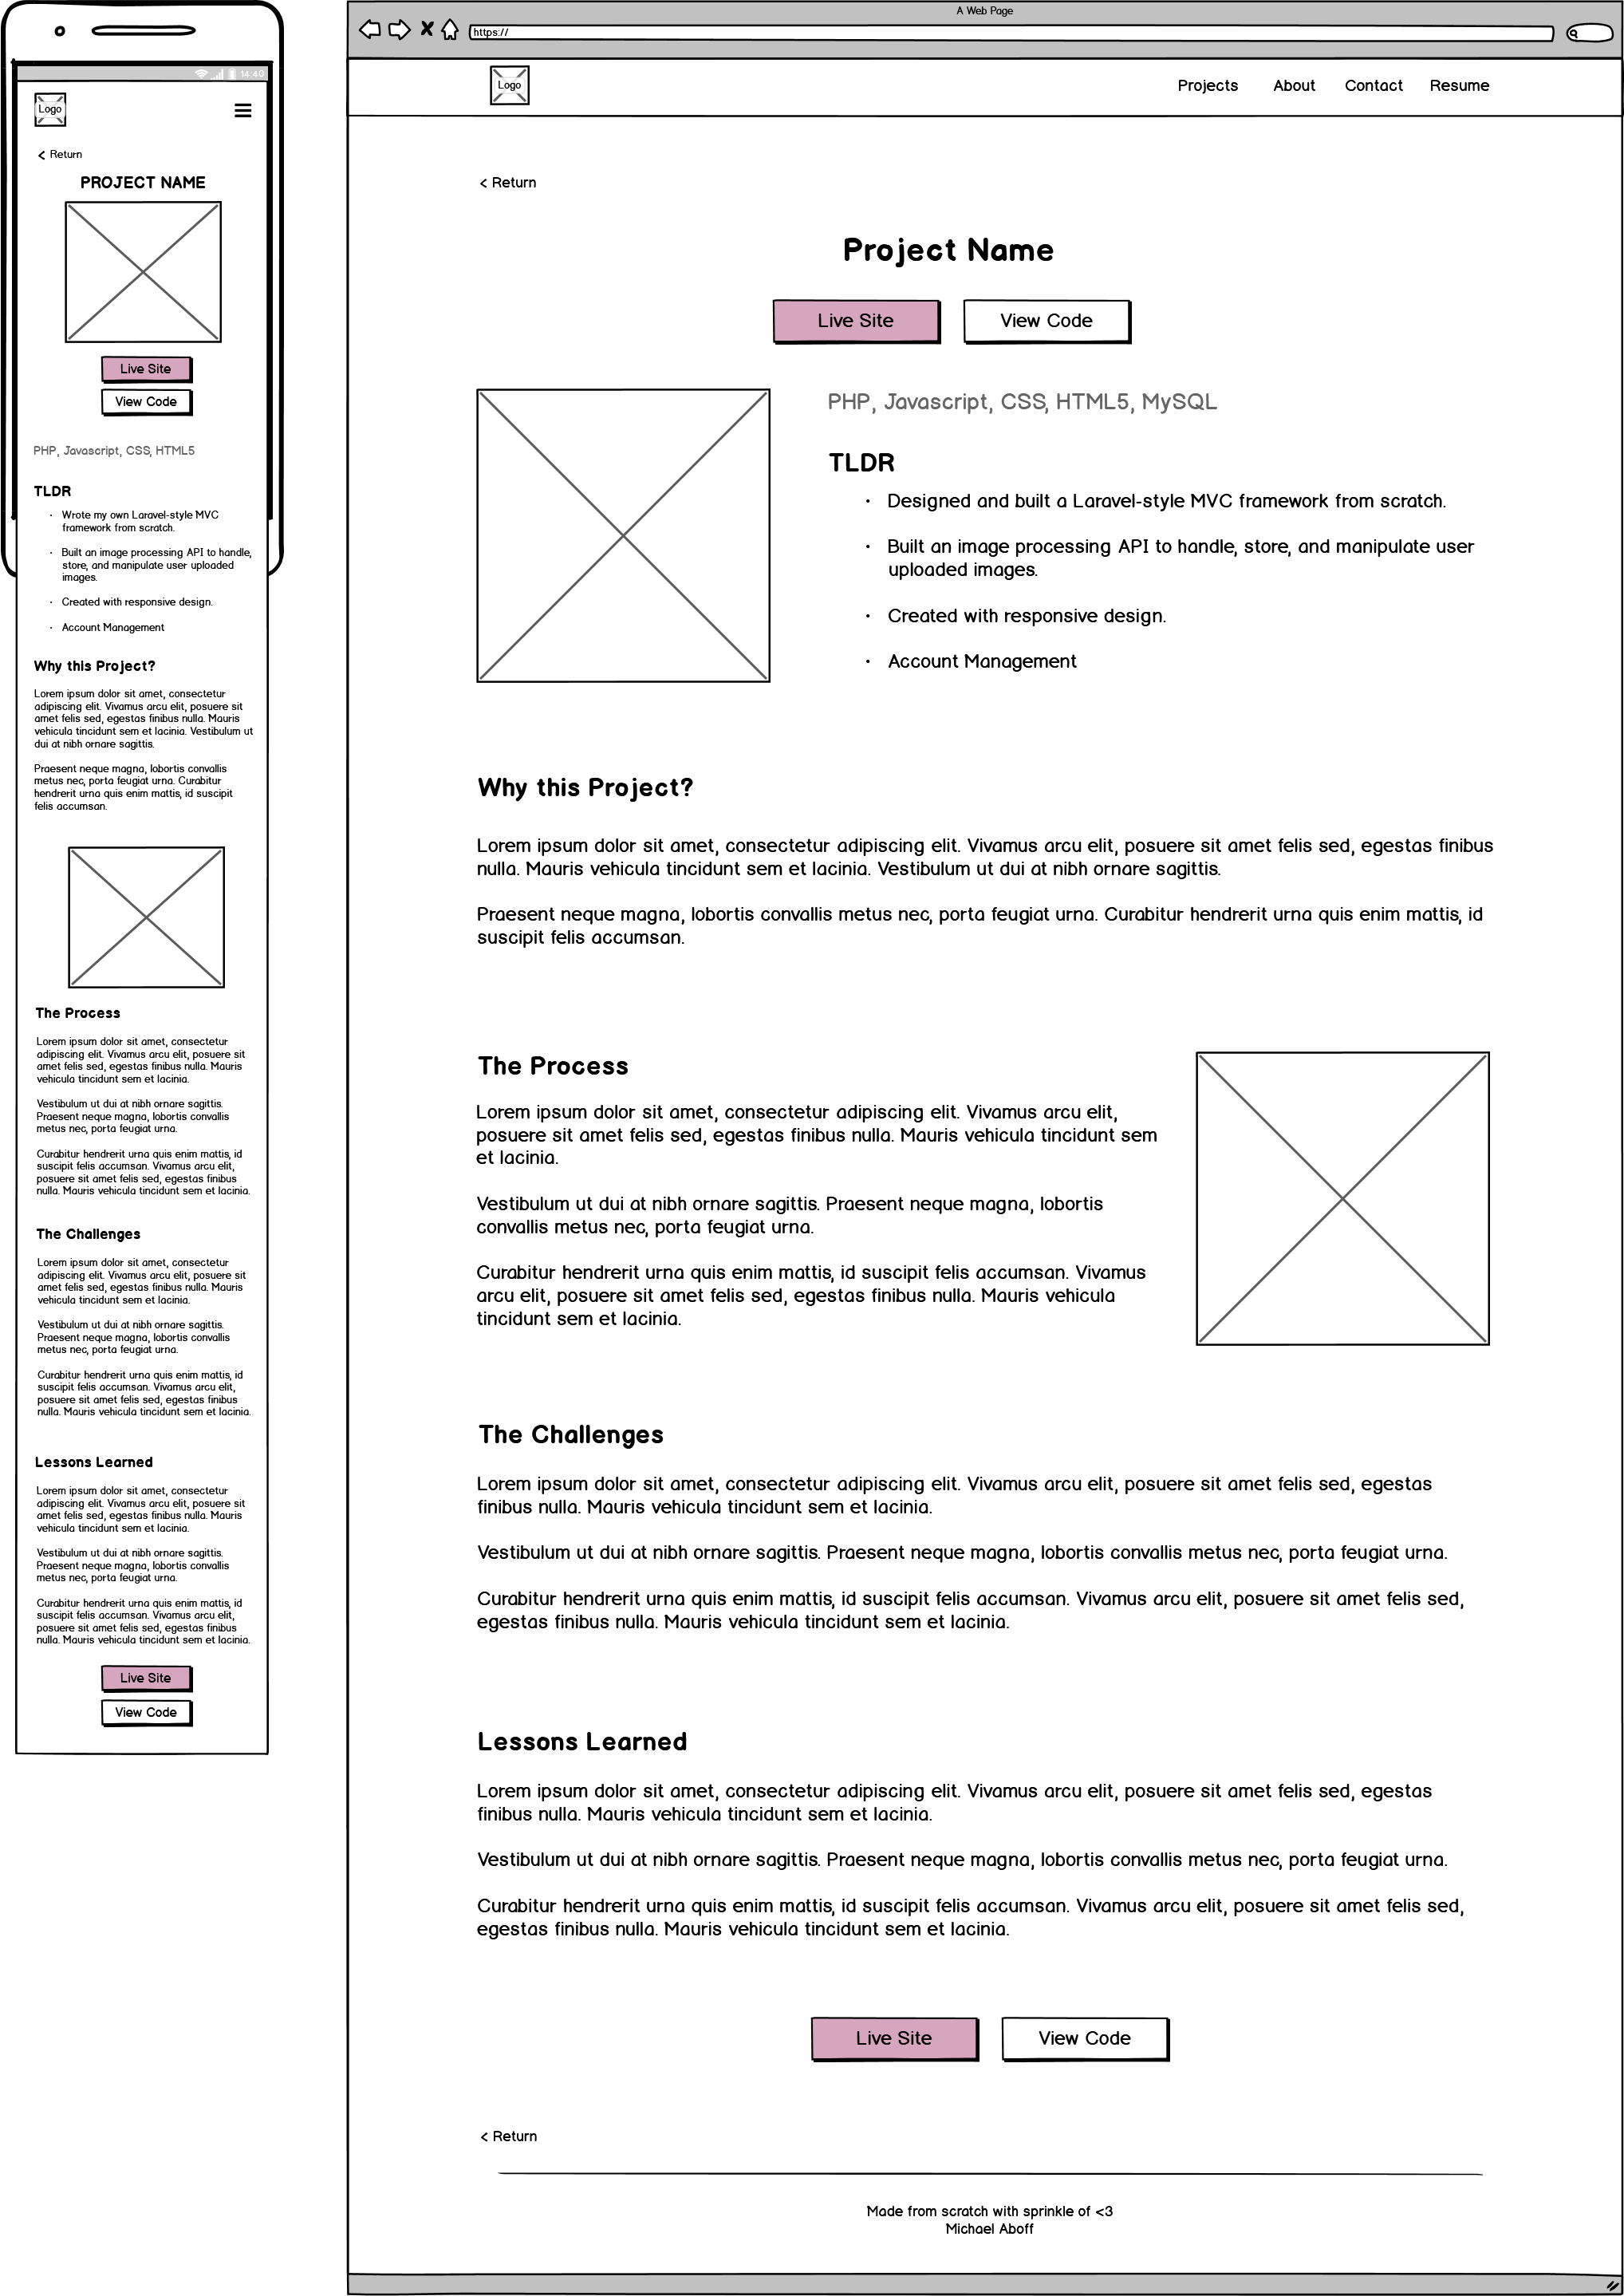 14:40
Logo
< Return
PROJECT NAME
Live Site
View Code
PHP, Javascript, CSS, HTML5
TLDR
• Wrote my own Laravel-style MVC
framework from scratch.
• Built an image processing API to handle,
store, and manipulate user uploaded
images.
• Created with responsive design.
• Account Management
Why this Project?
Lorem ipsum dolor sit amet, consectetur
adipiscing elit. Vivamus arcu elit, posuere sit
amet felis sed, egestas finibus nulla. Mauris
vehicula tincidunt sem et lacinia. Vestibulum ut
dui at nibh ornare sagittis.
Praesent neque magna, lobortis convallis
metus nec, porta feugiat urna. Curabitur
hendrerit urna quis enim mattis, id suscipit
felis accumsan.
The Process
Lorem ipsum dolor sit amet, consectetur
adipiscing elit. Vivamus arcu elit, posuere sit
amet felis sed, egestas finibus nulla. Mauris
vehicula tincidunt sem et lacinia.
Vestibulum ut dui at nibh ornare sagittis.
Praesent neque magna, lobortis convallis
metus nec, porta feugiat urna.
Curabitur hendrerit urna quis enim mattis, id
suscipit felis accumsan. Vivamus arcu elit,
posuere sit amet felis sed, egestas finibus
nulla. Mauris vehicula tincidunt sem et lacinia.
The Challenges
Lorem ipsum dolor sit amet, consectetur
adipiscing elit. Vivamus arcu elit, posuere sit
amet felis sed, egestas finibus nulla. Mauris
vehicula tincidunt sem et lacinia.
Vestibulum ut dui at nibh ornare sagittis.
Praesent neque magna, lobortis convallis
metus nec, porta feugiat urna.
Curabitur hendrerit urna quis enim mattis, id
suscipit felis accumsan. Vivamus arcu elit,
posuere sit amet felis sed, egestas finibus
nulla. Mauris vehicula tincidunt sem et lacinia.
Lessons Learned
Lorem ipsum dolor sit amet, consectetur
adipiscing elit. Vivamus arcu elit, posuere sit
amet felis sed, egestas finibus nulla. Mauris
vehicula tincidunt sem et lacinia.
Vestibulum ut dui at nibh ornare sagittis.
Praesent neque magna, lobortis convallis
metus nec, porta feugiat urna.
Curabitur hendrerit urna quis enim mattis, id
suscipit felis accumsan. Vivamus arcu elit,
posuere sit amet felis sed, egestas finibus
nulla. Mauris vehicula tincidunt sem et lacinia.
Live Site
View Code
A Web Page
https://
Logo
Projects About Contact Resume
< Return
Project Name
Live Site View Code
PHP, Javascript, CSS, HTML5, MySQL
TLDR
• Designed and built a Laravel-style MVC framework from scratch.
• Built an image processing API to handle, store, and manipulate user
uploaded images.
• Created with responsive design.
• Account Management
Why this Project?
Lorem ipsum dolor sit amet, consectetur adipiscing elit. Vivamus arcu elit, posuere sit amet felis sed, egestas finibus
nulla. Mauris vehicula tincidunt sem et lacinia. Vestibulum ut dui at nibh ornare sagittis.
Praesent neque magna, lobortis convallis metus nec, porta feugiat urna. Curabitur hendrerit urna quis enim mattis, id
suscipit felis accumsan.
The Process
Lorem ipsum dolor sit amet, consectetur adipiscing elit. Vivamus arcu elit,
posuere sit amet felis sed, egestas finibus nulla. Mauris vehicula tincidunt sem
et lacinia.
Vestibulum ut dui at nibh ornare sagittis. Praesent neque magna, lobortis
convallis metus nec, porta feugiat urna.
Curabitur hendrerit urna quis enim mattis, id suscipit felis accumsan. Vivamus
arcu elit, posuere sit amet felis sed, egestas finibus nulla. Mauris vehicula
tincidunt sem et lacinia.
The Challenges
Lorem ipsum dolor sit amet, consectetur adipiscing elit. Vivamus arcu elit, posuere sit amet felis sed, egestas
finibus nulla. Mauris vehicula tincidunt sem et lacinia.
Vestibulum ut dui at nibh ornare sagittis. Praesent neque magna, lobortis convallis metus nec, porta feugiat urna.
Curabitur hendrerit urna quis enim mattis, id suscipit felis accumsan. Vivamus arcu elit, posuere sit amet felis sed,
egestas finibus nulla. Mauris vehicula tincidunt sem et lacinia.
Lessons Learned
Lorem ipsum dolor sit amet, consectetur adipiscing elit. Vivamus arcu elit, posuere sit amet felis sed, egestas
finibus nulla. Mauris vehicula tincidunt sem et lacinia.
Vestibulum ut dui at nibh ornare sagittis. Praesent neque magna, lobortis convallis metus nec, porta feugiat urna.
Curabitur hendrerit urna quis enim mattis, id suscipit felis accumsan. Vivamus arcu elit, posuere sit amet felis sed,
egestas finibus nulla. Mauris vehicula tincidunt sem et lacinia.
Live Site View Code
< Return
Made from scratch with sprinkle of <3
Michael Aboff